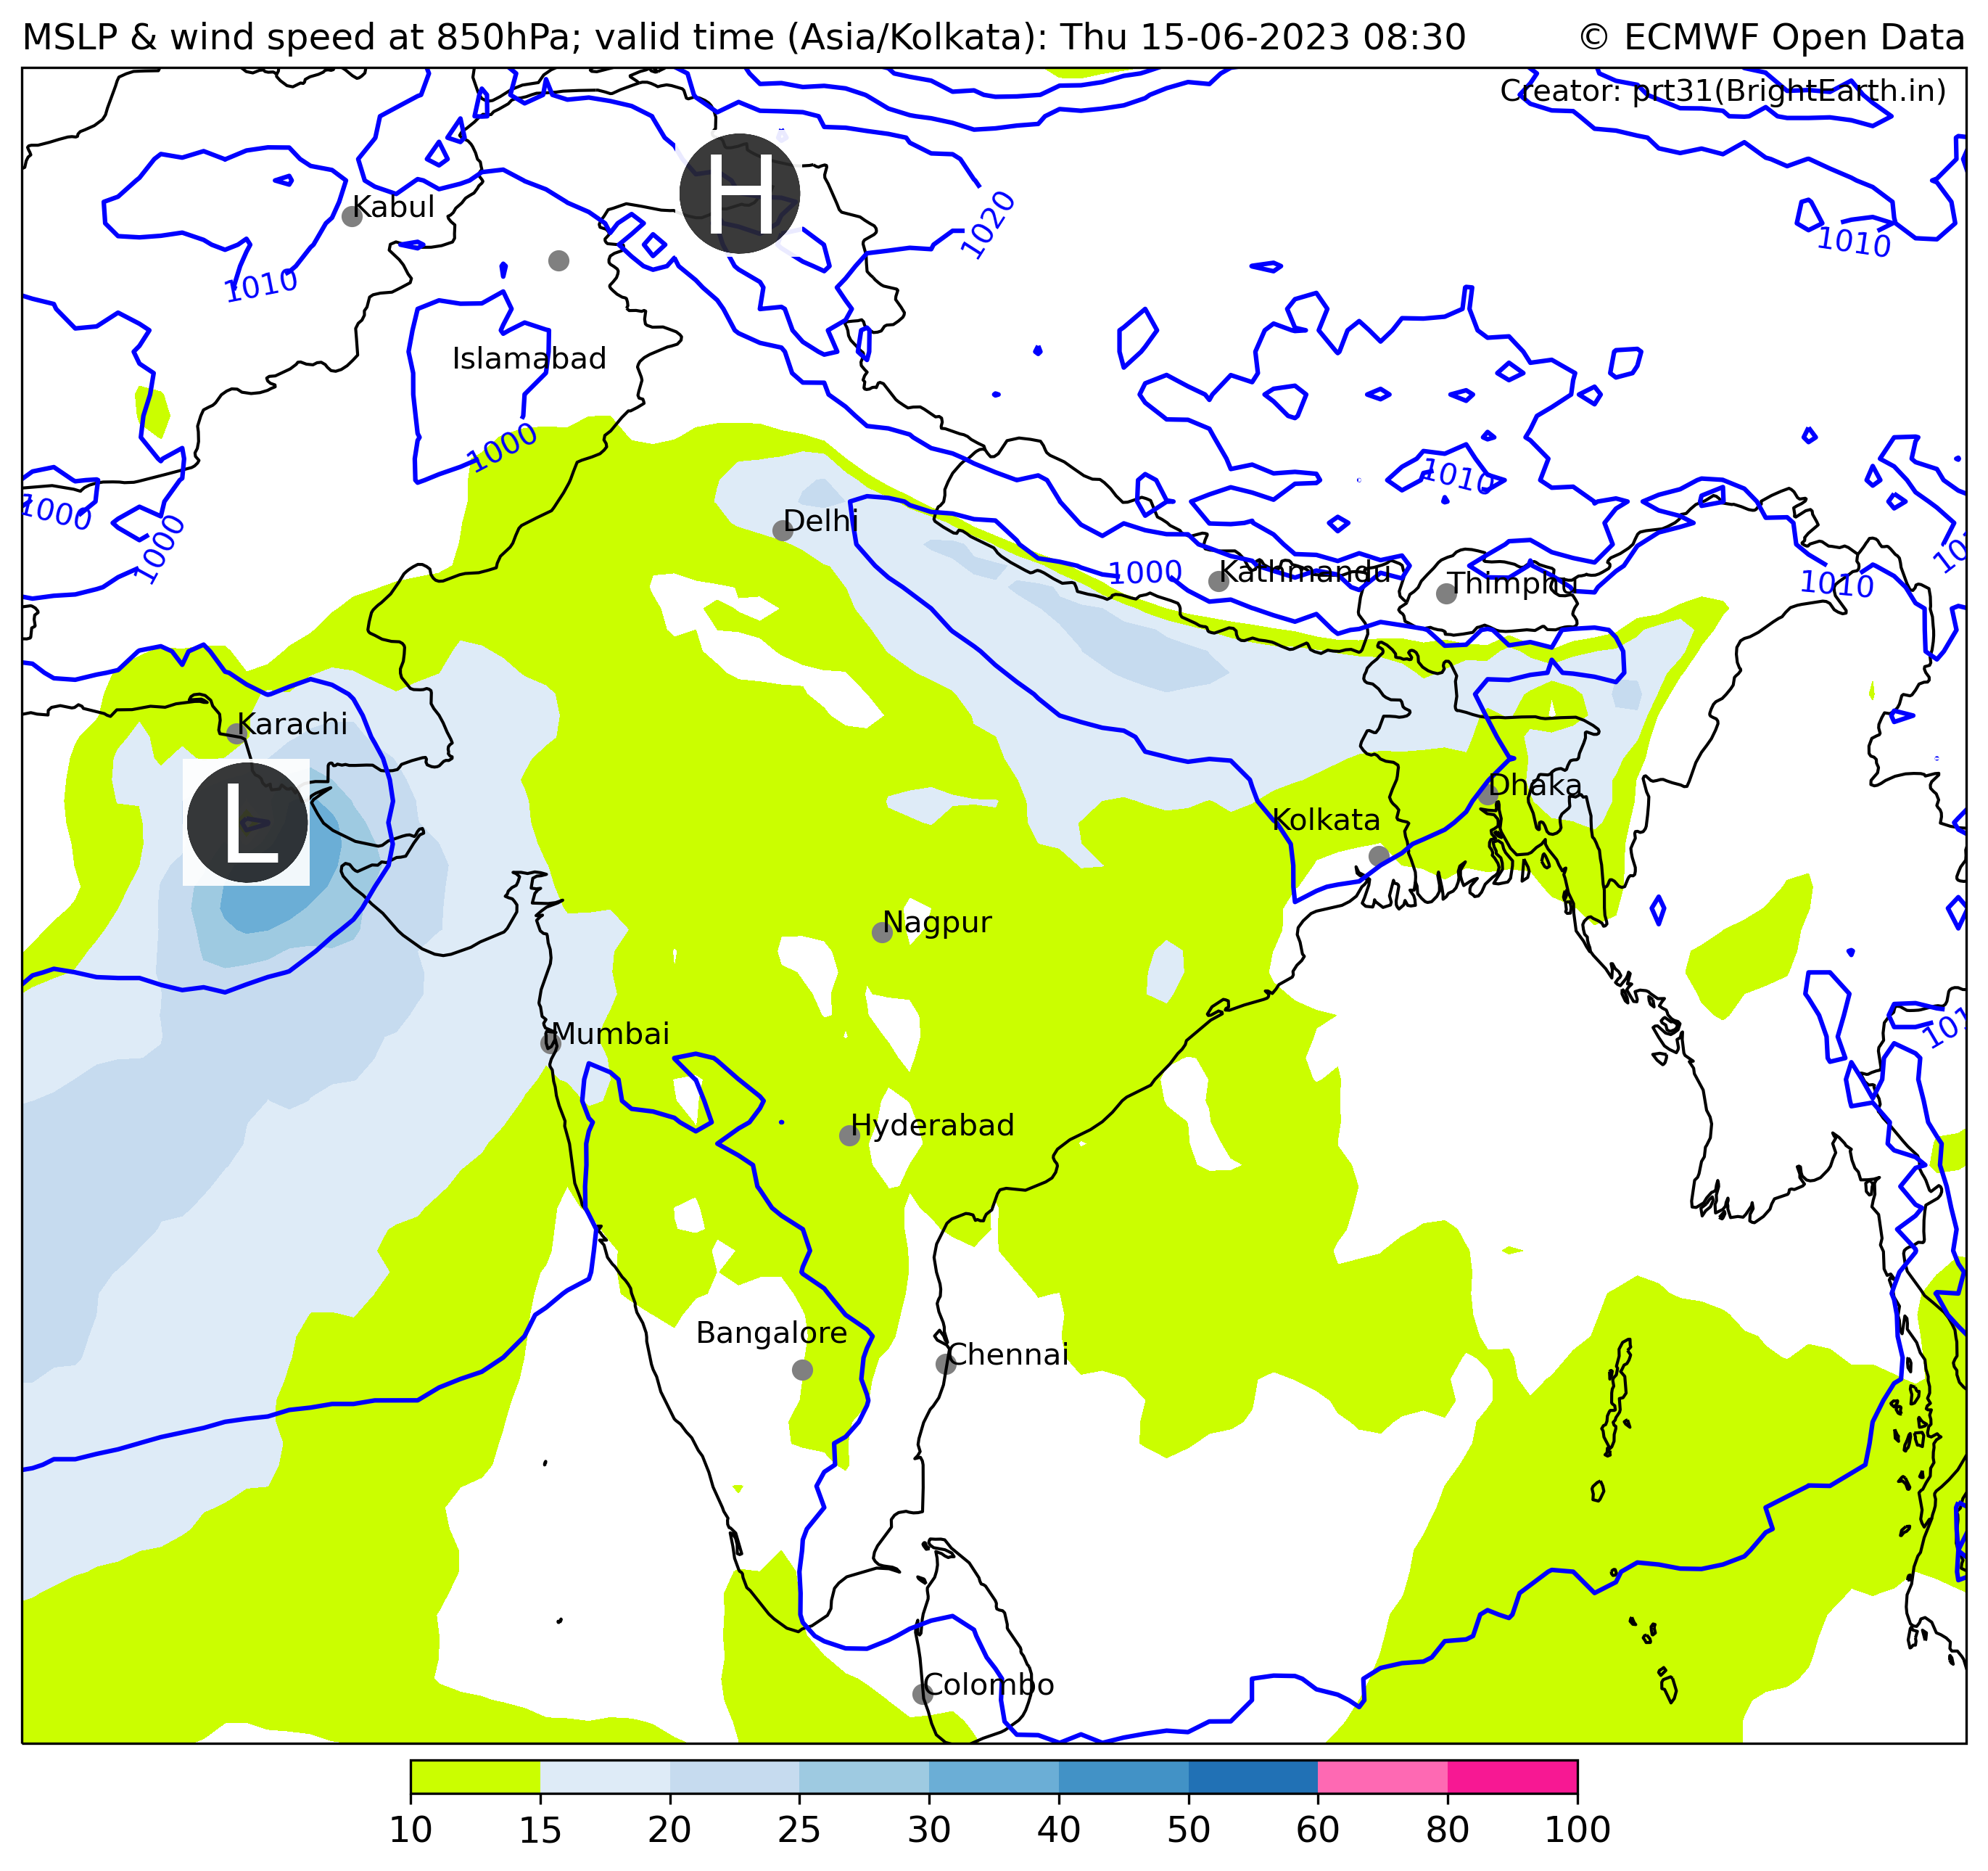 MSLP & wind speed at 850hPa; valid time (Asia/Kolkata): Thu 15-06-2023 08:30
© ECMWF Open Data
Creator: prt31(BrightEarth.in)
H
Kabul
1020
1010
1010
Islamabad
1000
1010
1000
Delhi
1000
1000
Kathmandu
Thimphu
1010
Karachi
L
Dhaka
Kolkata
Nagpur
Mumbai
Hyderabad
Bangalore
Chennai
Colombo
10 15 20 25 30 40 50 60 80 100